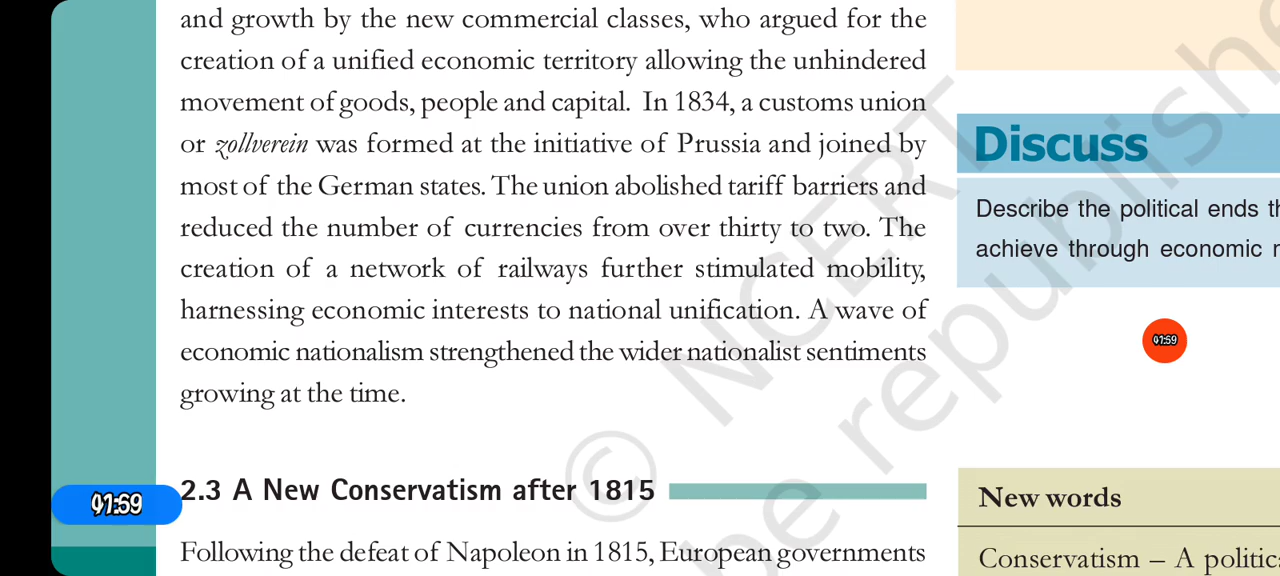 and growth by the new commercial classes, who argued for the
creation of a unified economic territory allowing the unhindered
movement of goods, people and capital. In 1834, a customs union
or zollverein was formed at the initiative of Prussia and joined by
most of the German states. The union abolished tariff barriers and
reduced the number of currencies from over thirty to two. The
creation of a network of railways further stimulated mobility,
harnessing economic interests to national unification. A wave of
economic nationalism strengthened the wider nationalist sentiments
growing at the time.
2.3 A New Conservatism after 1815
Following the defeat of Napoleon in 1815, European governments
Discuss
Describe the political ends
achieve through economic
New words
Conservatism – A
© NCERT
be republishe
01:59
01:59